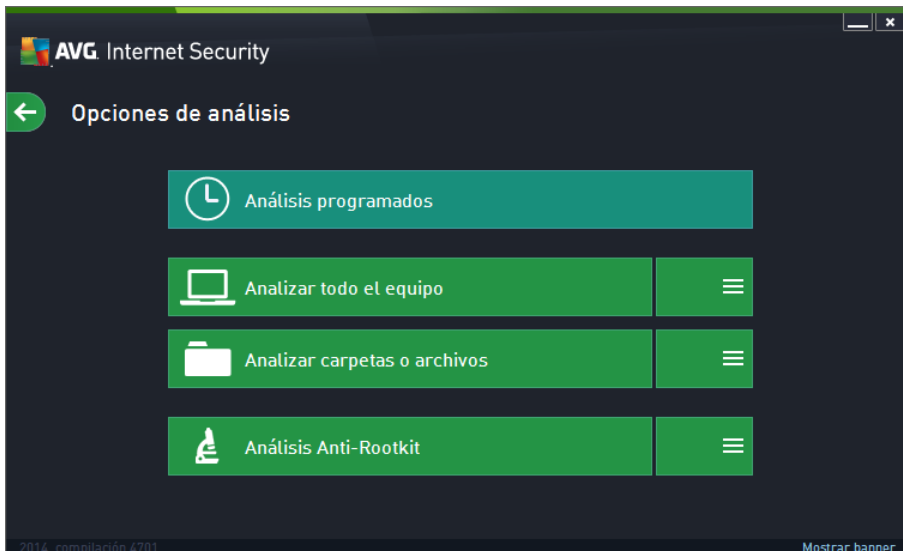 AVG. Internet Security
Opciones de análisis
Análisis programados
Analizar todo el equipo
Analizar carpetas o archivos
Análisis Anti-Rootkit
2014 compilación 4701
Mostrar banner